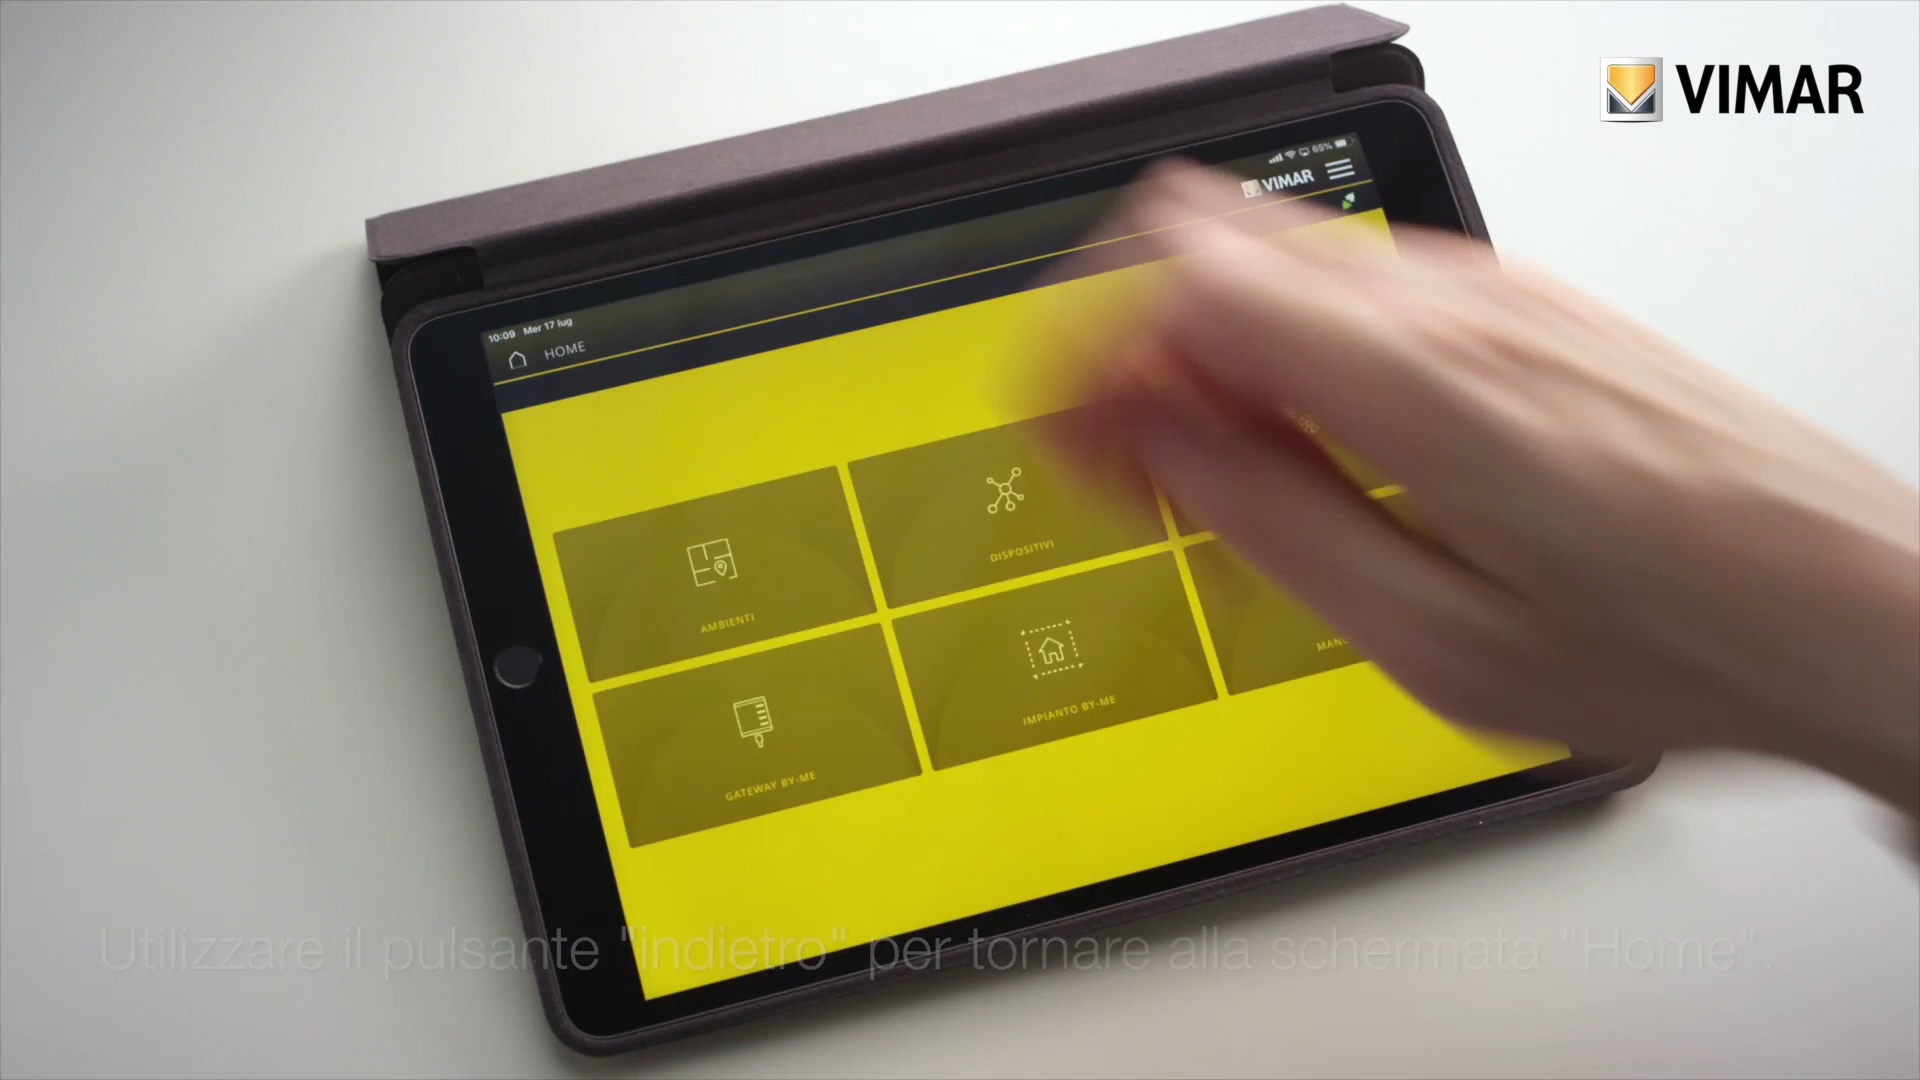 VIMAR
65%
VIMAR
10:09 Mer 17 lug
HOME
DISPOSITIVI
AMBIENTI
IMPIANTO BY-ME
GATEWAY BY-ME
Utilizzare il pulsante "indietro" per tornare alla schermata "Home".